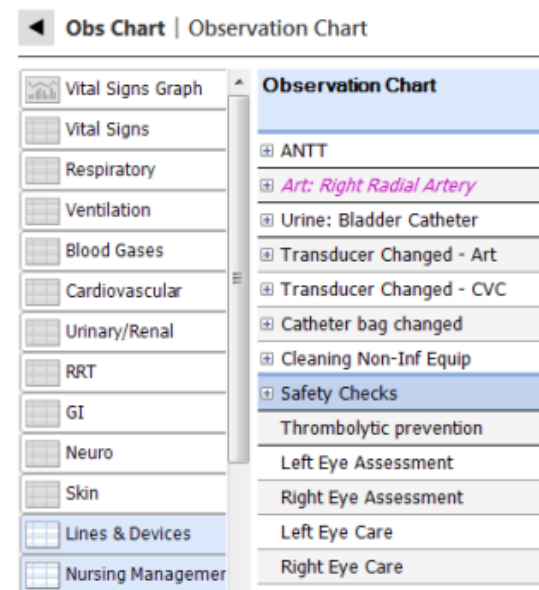 Obs Chart | Observation Chart
Vital Signs Graph
Vital Signs
Respiratory
Ventilation
Blood Gases
Cardiovascular
Urinary/Renal
RRT
GI
Neuro
Skin
Lines & Devices
Nursing Managemer
Observation Chart
ANTT
Art: Right Radial Artery
Urine: Bladder Catheter
Transducer Changed - Art
Transducer Changed - CVC
Catheter bag changed
Cleaning Non-Inf Equip
Safety Checks
Thrombolytic prevention
Left Eye Assessment
Right Eye Assessment
Left Eye Care
Right Eye Care